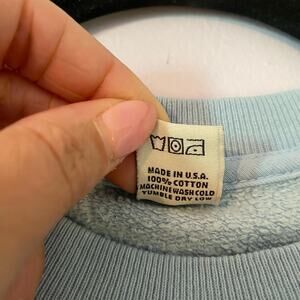 MADE IN U.S.A.
100% COTTON
MACHINE WASH COLD
TUMBLE DRY LOW